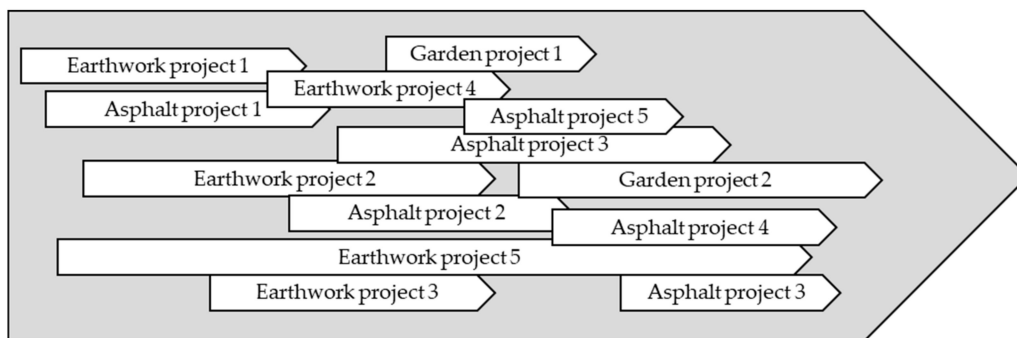 Garden project 1
Earthwork project 1
Earthwork project 4
Asphalt project 1
Asphalt project 5
Asphalt project 3
Earthwork project 2
Garden project 2
Asphalt project 2
Asphalt project 4
Earthwork project 5
Earthwork project 3
Asphalt project 3